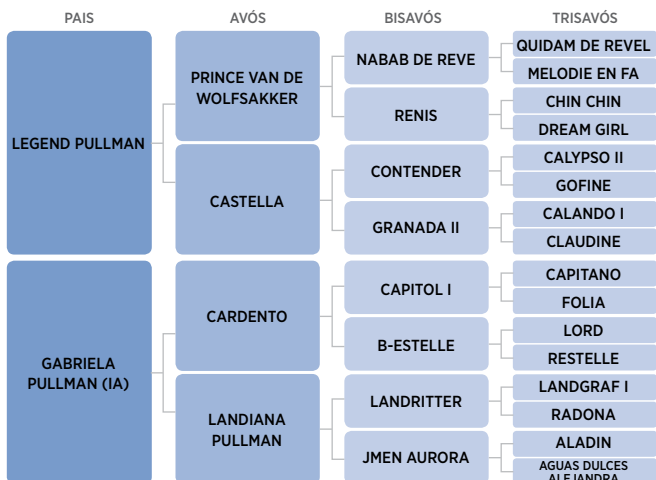 PAIS
AVÓS
BISAVÓS
TRISAVÓS
LEGEND PULLMAN
PRINCE VAN DE
WOLFSAKKER
NABAB DE REVE
QUIDAM DE REVEL
MELODIE EN FA
RENIS
CHIN CHIN
DREAM GIRL
CASTELLA
CONTENDER
CALYPSO II
GOFINE
GRANADA II
CALANDO I
CLAUDINE
GABRIELA
PULLMAN (IA)
CARDENTO
CAPITOL I
CAPITANO
FOLIA
B-ESTELLE
LORD
RESTELLE
LANDIANA
PULLMAN
LANDRITTER
LANDGRAF I
RADONA
JMEN AURORA
ALADIN
AGUAS DULCES
ALEJANDRA